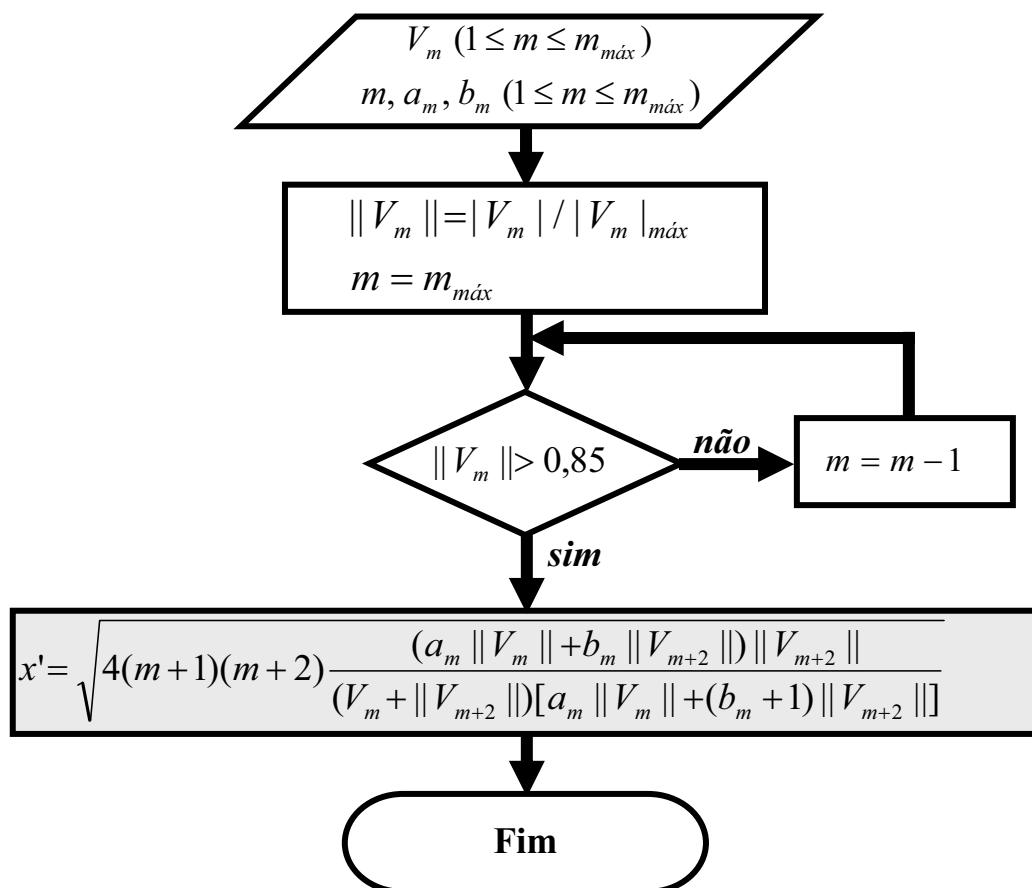 V_m (1 ≤ m ≤ m_máx)
m, a_m, b_m (1 ≤ m ≤ m_máx)
|| V_m || = | V_m | / | V_m |_máx
m = m_máx
|| V_m || > 0,85
não
m = m − 1
sim
x' = √(4(m+1)(m+2) (a_m || V_m || + b_m || V_{m+2} ||) || V_{m+2} || / (V_m + || V_{m+2} ||)[a_m || V_m || + (b_m + 1) || V_{m+2} ||])
Fim